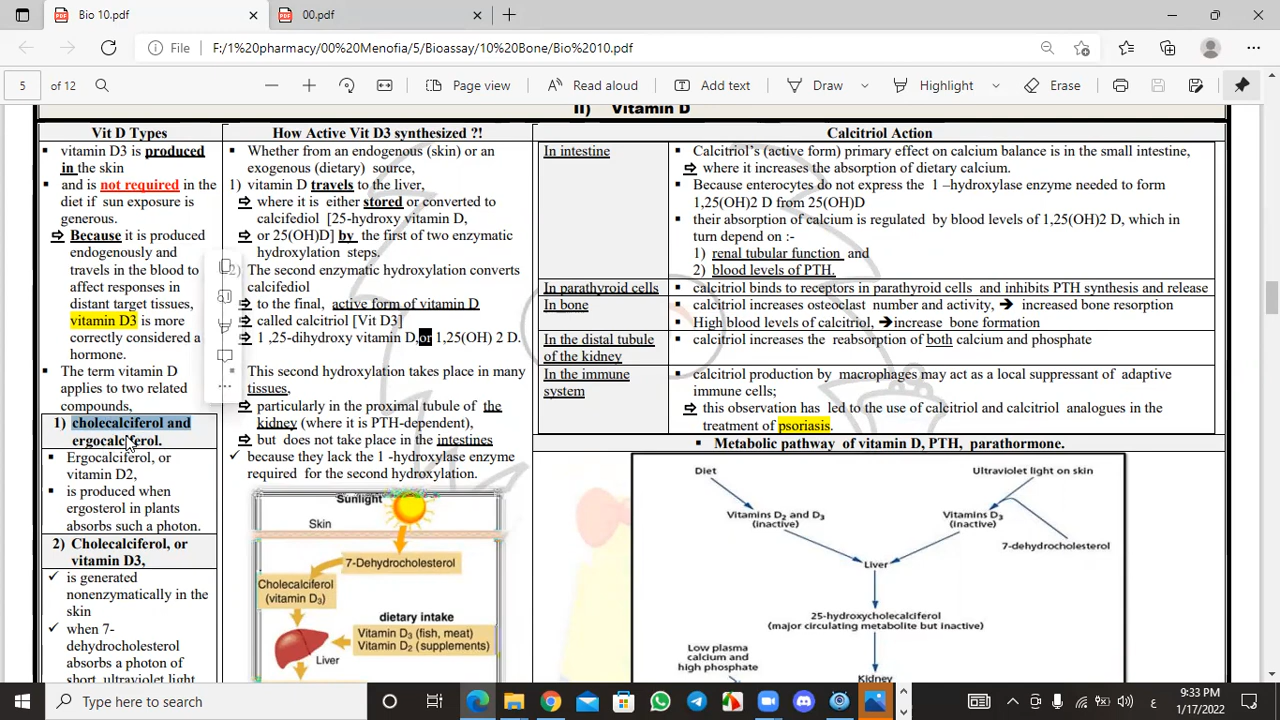 Bio 10.pdf
00.pdf
File
F:/1%20pharmacy/00%20Menofia/5/Bioassay/10%20Bone/Bio%2010.pdf
5 of 12
Page view
Read aloud
Add text
Draw
Highlight
Erase
II) Vitamin D
Vit D Types
vitamin D3 is produced
in the skin
and is not required in the
diet if sun exposure is
generous.
Because it is produced
endogenously and
travels in the blood to
affect responses in
distant target tissues,
vitamin D3 is more
correctly considered a
hormone.
The term vitamin D
applies to two related
compounds,
1) cholecalciferol and
ergocalciferol.
Ergocalciferol, or
vitamin D2,
is produced when
ergosterol in plants
absorbs such a photon.
2) Cholecalciferol, or
vitamin D3,
is generated
nonenzymatically in the
skin
when 7-
dehydrocholesterol
absorbs a photon of
short ultraviolet light
How Active Vit D3 synthesized ?!
Whether from an endogenous (skin) or an
exogenous (dietary) source,
1) vitamin D travels to the liver,
where it is either stored or converted to
calcifediol [25-hydroxy vitamin D,
or 25(OH)D] by the first of two enzymatic
hydroxylation steps.
2) The second enzymatic hydroxylation converts
calcifediol
to the final, active form of vitamin D
called calcitriol [Vit D3]
1 ,25-dihydroxy vitamin D,or 1,25(OH) 2 D.
This second hydroxylation takes place in many
tissues,
particularly in the proximal tubule of the
kidney (where it is PTH-dependent),
but does not take place in the intestines
because they lack the 1 -hydroxylase enzyme
required for the second hydroxylation.
Sunlight
Skin
7-Dehydrocholesterol
Cholecalciferol
(vitamin D3)
dietary intake
Vitamin D3 (fish, meat)
Vitamin D2 (supplements)
Liver
Calcitriol Action
In intestine
Calcitriol's (active form) primary effect on calcium balance is in the small intestine,
where it increases the absorption of dietary calcium.
Because enterocytes do not express the 1 –hydroxylase enzyme needed to form
1,25(OH)2 D from 25(OH)D
their absorption of calcium is regulated by blood levels of 1,25(OH)2 D, which in
turn depend on :-
1) renal tubular function and
2) blood levels of PTH.
In parathyroid cells
calcitriol binds to receptors in parathyroid cells and inhibits PTH synthesis and release
In bone
calcitriol increases osteoclast number and activity, ➔ increased bone resorption
High blood levels of calcitriol, ➔increase bone formation
In the distal tubule
of the kidney
calcitriol increases the reabsorption of both calcium and phosphate
In the immune
system
calcitriol production by macrophages may act as a local suppressant of adaptive
immune cells;
this observation has led to the use of calcitriol and calcitriol analogues in the
treatment of psoriasis.
Metabolic pathway of vitamin D, PTH, parathormone.
Diet
Ultraviolet light on skin
Vitamins D2 and D3
(inactive)
Vitamins D3
(inactive)
7-dehydrocholesterol
Liver
25-hydroxycholecalciferol
(major circulating metabolite but inactive)
Low plasma
calcium and
high phosphate
Kidney
Type here to search
ع
9:33 PM
1/17/2022